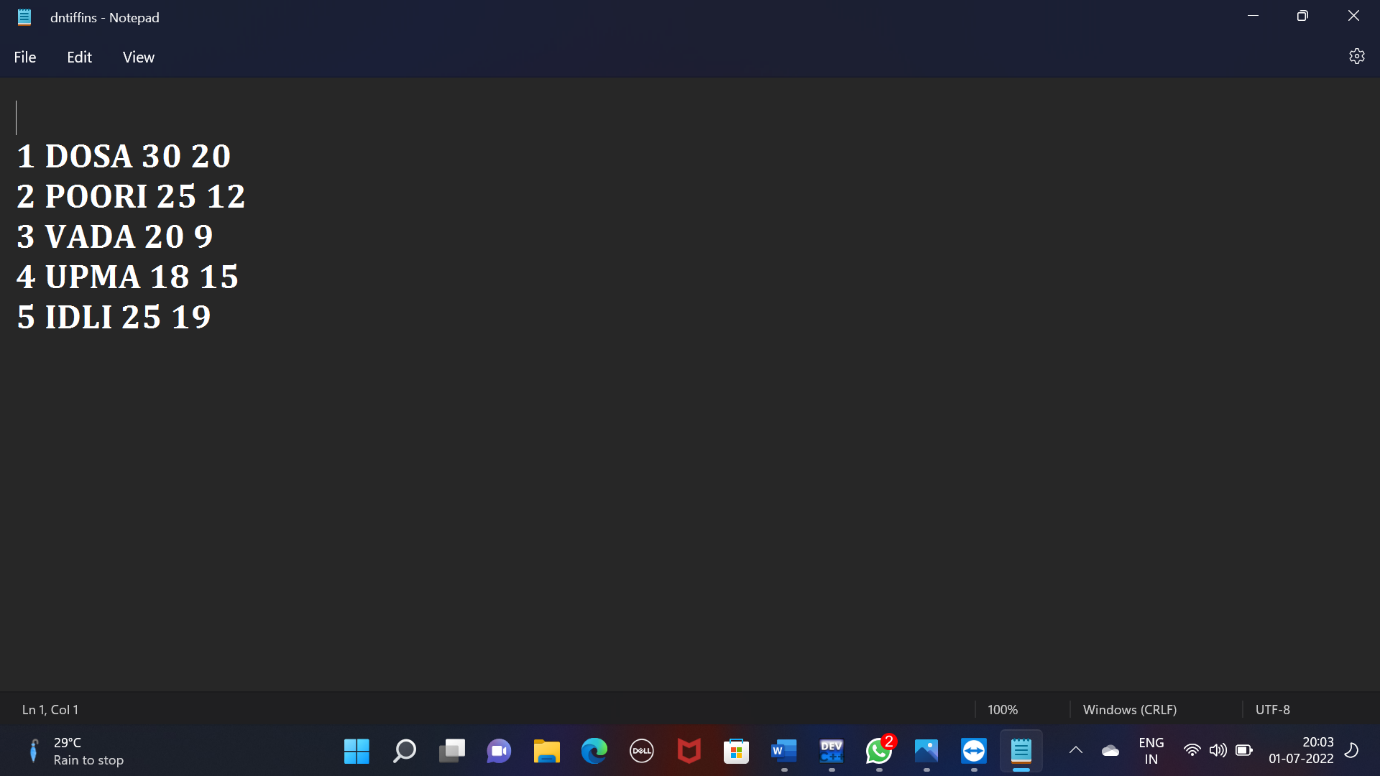 dntiffins - Notepad
File Edit View
1 DOSA 30 20
2 POORI 25 12
3 VADA 20 9
4 UPMA 18 15
5 IDLI 25 19
Ln 1, Col 1 100% Windows (CRLF) UTF-8
29°C
Rain to stop
DELL
W
DEV
C++
2
ENG
IN
20:03
01-07-2022